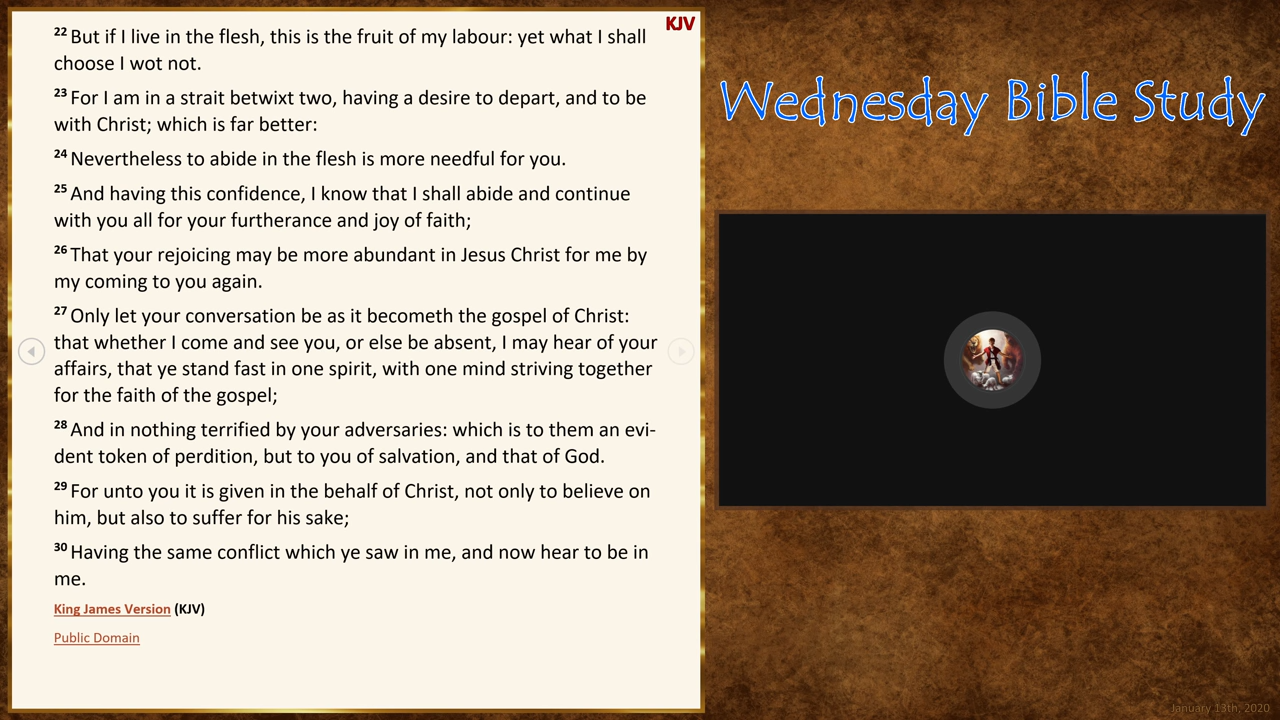 KJV
22 But if I live in the flesh, this is the fruit of my labour: yet what I shall
choose I wot not.
23 For I am in a strait betwixt two, having a desire to depart, and to be
with Christ; which is far better:
24 Nevertheless to abide in the flesh is more needful for you.
25 And having this confidence, I know that I shall abide and continue
with you all for your furtherance and joy of faith;
26 That your rejoicing may be more abundant in Jesus Christ for me by
my coming to you again.
27 Only let your conversation be as it becometh the gospel of Christ:
that whether I come and see you, or else be absent, I may hear of your
affairs, that ye stand fast in one spirit, with one mind striving together
for the faith of the gospel;
28 And in nothing terrified by your adversaries: which is to them an evi-
dent token of perdition, but to you of salvation, and that of God.
29 For unto you it is given in the behalf of Christ, not only to believe on
him, but also to suffer for his sake;
30 Having the same conflict which ye saw in me, and now hear to be in
me.
King James Version (KJV)
Public Domain
Wednesday Bible Study
January 13th, 2020